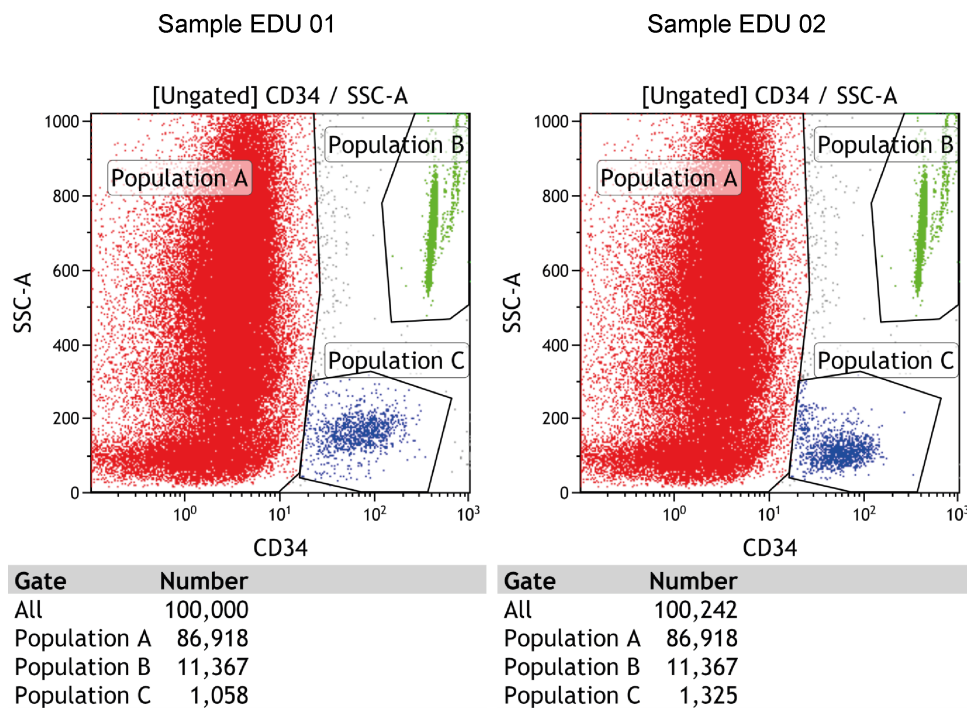 Sample EDU 01
Sample EDU 02
[Ungated] CD34 / SSC-A
1000
800
600
400
200
0
SSC-A
Population A
Population B
Population C
10⁰
10¹
10²
10³
CD34
[Ungated] CD34 / SSC-A
1000
800
600
400
200
0
SSC-A
Population A
Population B
Population C
10⁰
10¹
10²
10³
CD34
Gate Number
All 100,000
Population A 86,918
Population B 11,367
Population C 1,058
Gate Number
All 100,242
Population A 86,918
Population B 11,367
Population C 1,325